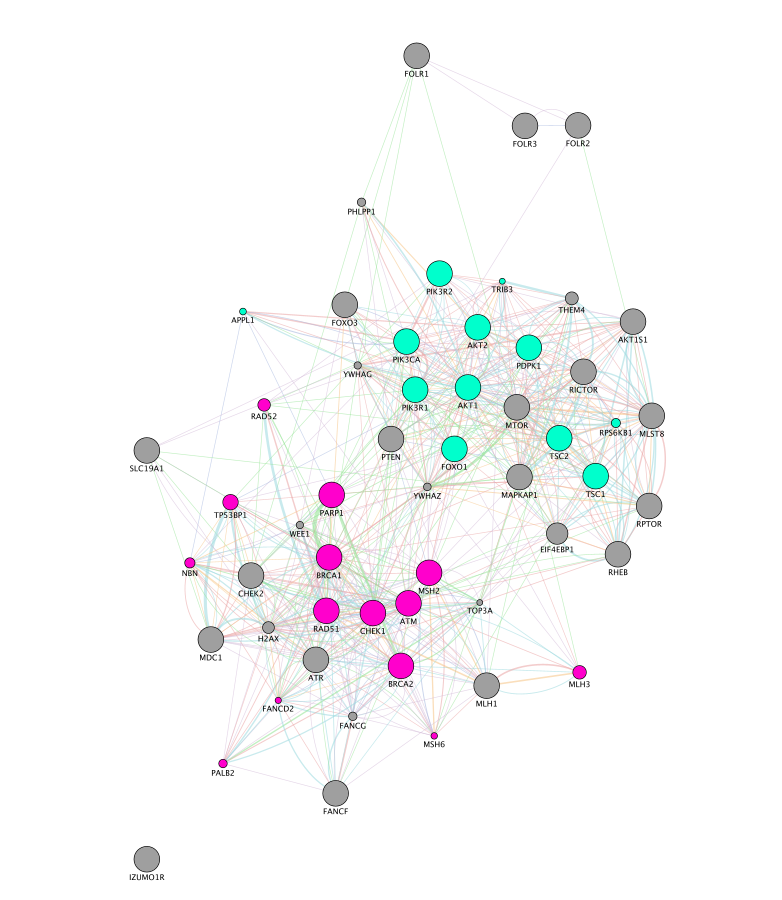 FOLR1
FOLR3
FOLR2
PHLPP1
PIK3R2
TRIB3
THEM4
FOXO3
APPL1
AKT2
AKT1S1
PIK3CA
PDPK1
YWHAG
RICTOR
PIK3R1
AKT1
MTOR
RAD52
RPS6KB1
MLST8
PTEN
TSC2
FOXO1
SLC19A1
YWHAZ
MAPKAP1
TSC1
PARP1
TP53BP1
RPTOR
WEE1
EIF4EBP1
BRCA1
RHEB
NBN
CHEK2
MSH2
TOP3A
RAD51
CHEK1
ATM
H2AX
MDC1
ATR
BRCA2
MLH1
MLH3
FANCD2
FANCG
MSH6
PALB2
FANCF
IZUMO1R